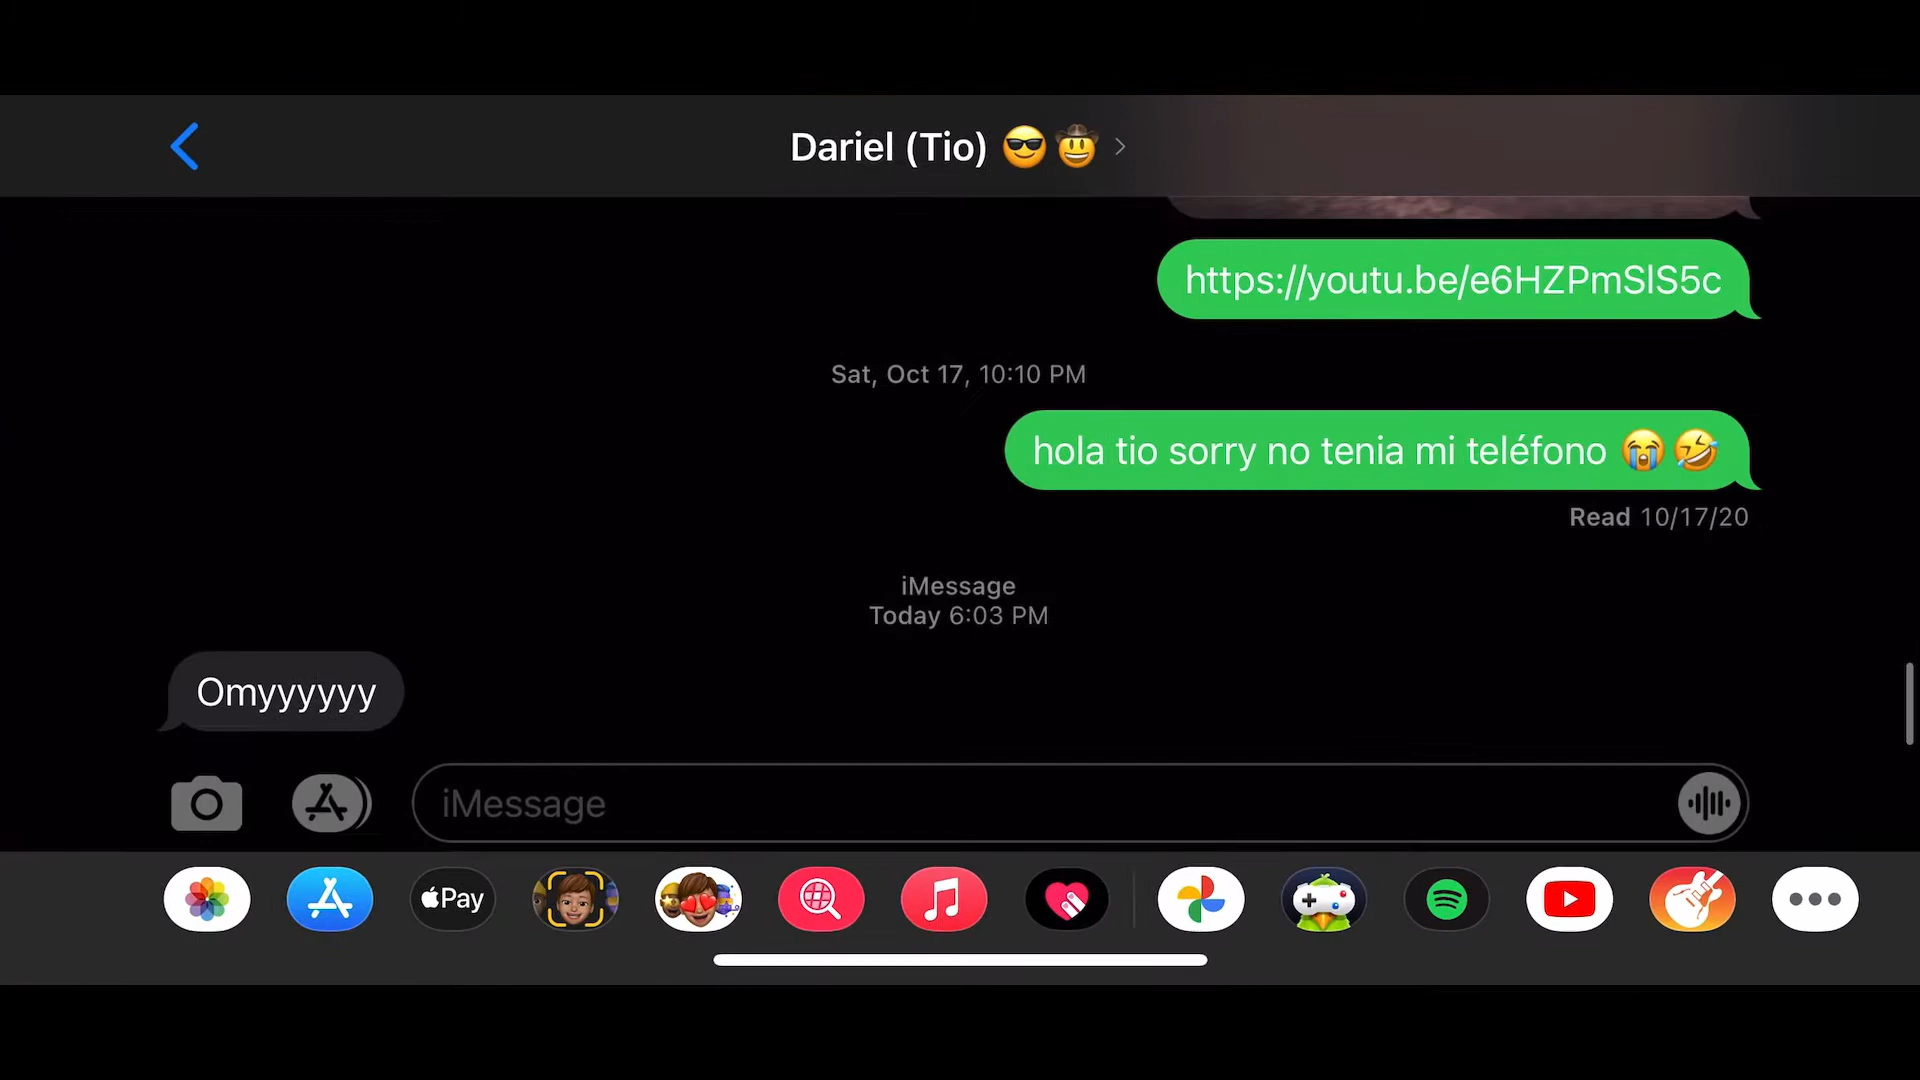 Dariel (Tio) 😎🤠
https://youtu.be/e6HZPmSlS5c
Sat, Oct 17, 10:10 PM
hola tio sorry no tenia mi teléfono 😭🤣
Read 10/17/20
iMessage
Today 6:03 PM
Omyyyyyy
iMessage
Pay